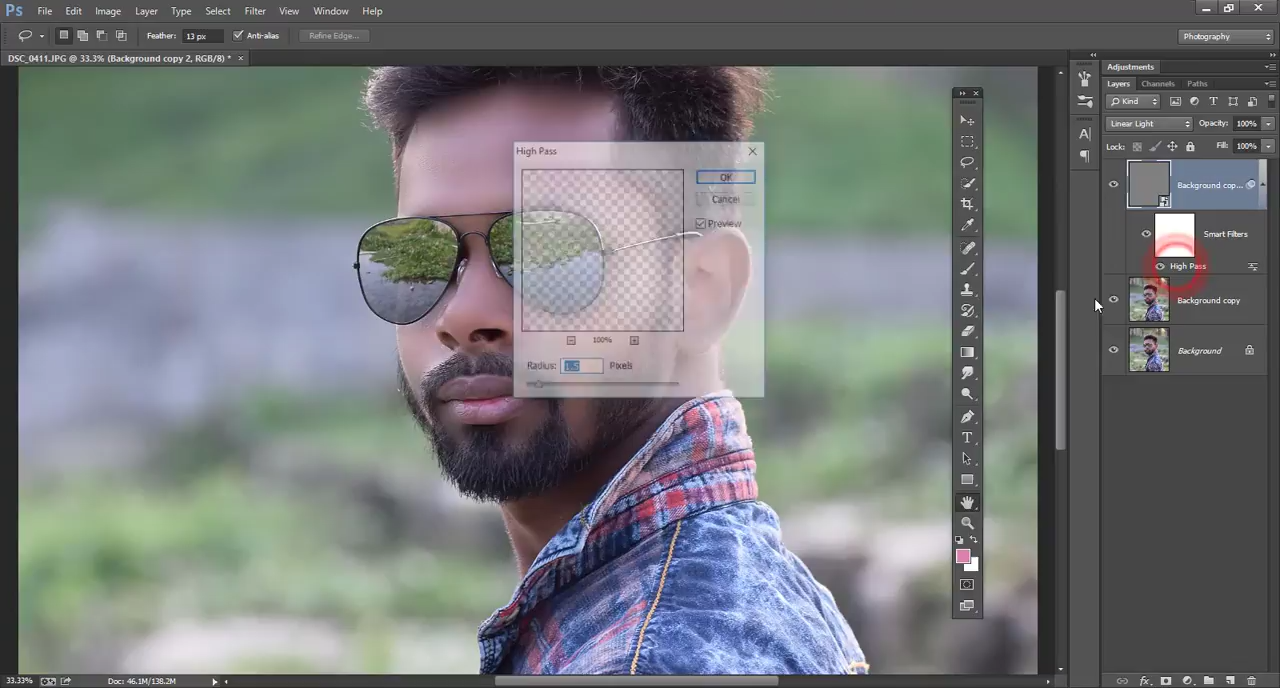 Ps File Edit Image Layer Type Select Filter View Window Help
Feather: 13 px Anti-alias Refine Edge... Photography
DSC_0411.JPG @ 33.3% (Background copy 2, RGB/8) * ×
Adjustments
Layers Channels Paths
Kind T
Linear Light Opacity: 100%
Lock: Fill: 100%
Background cop...
Smart Filters
High Pass
Background copy
Background
High Pass
OK
Cancel
Preview
100%
Radius: 1.5 Pixels
A
T
33.33% Doc: 46.1M/138.2M
fx